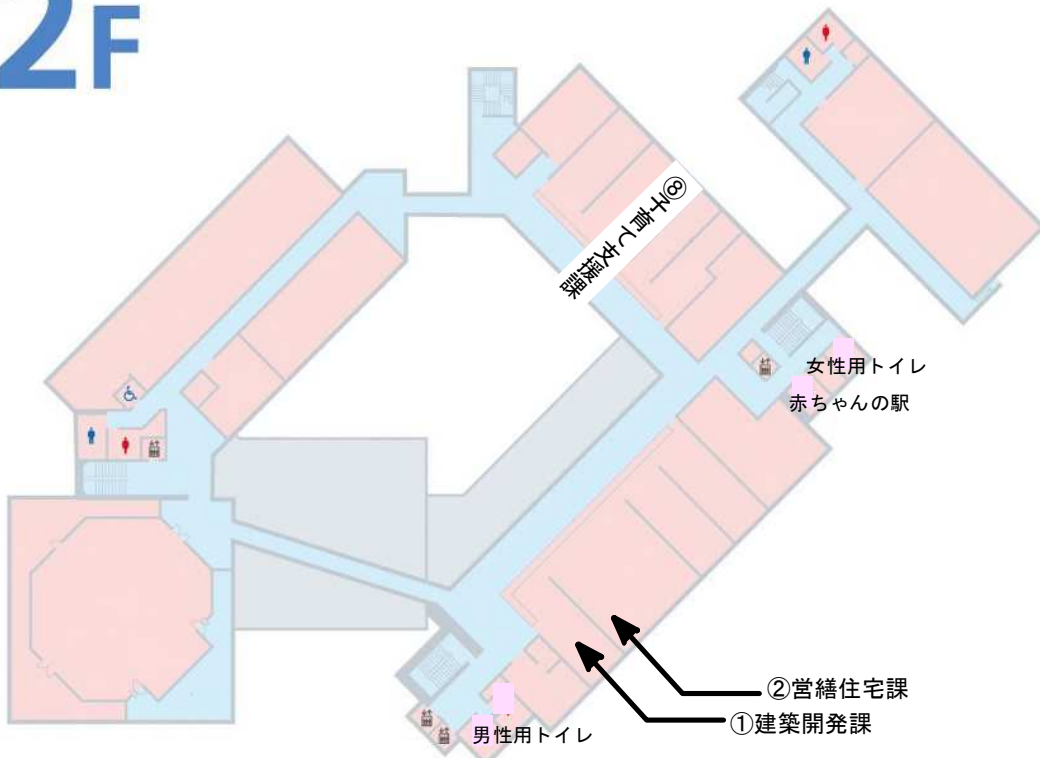 2F
⑧子育て支援課
女性用トイレ
赤ちゃんの駅
②営繕住宅課
①建築開発課
男性用トイレ